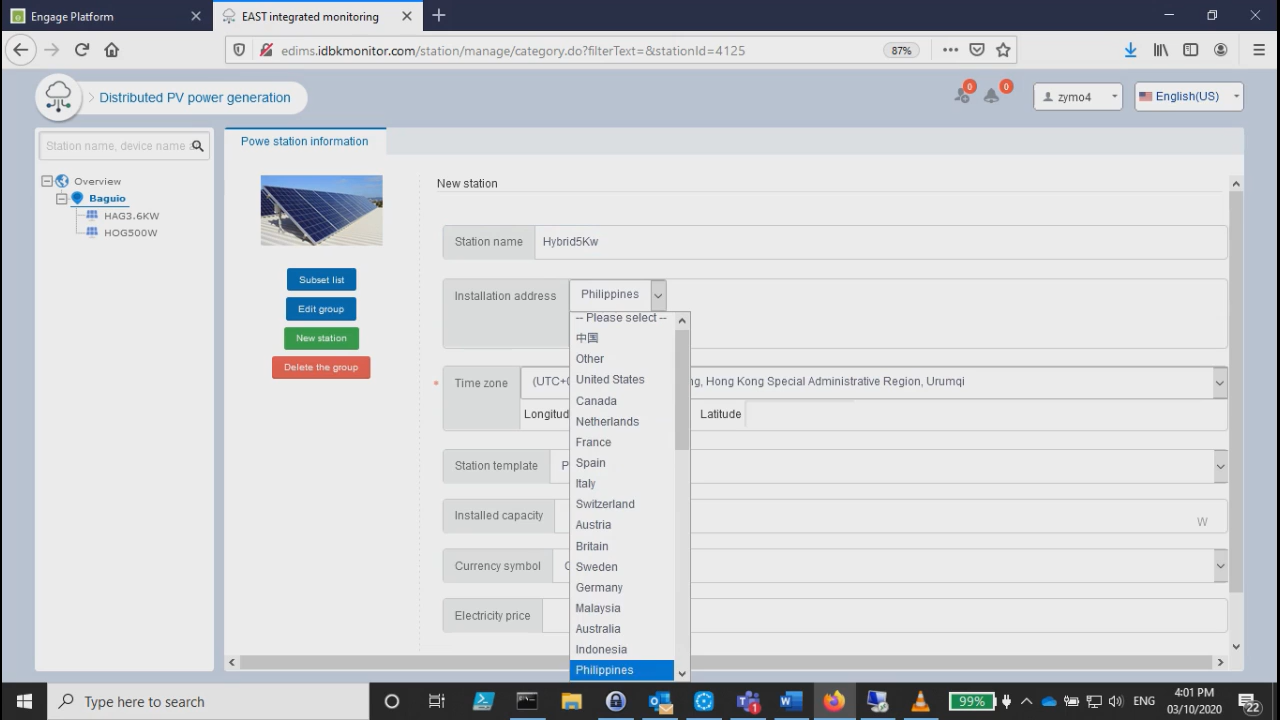 Engage Platform
EAST integrated monitoring
edims.idbkmonitor.com/station/manage/category.do?filterText=&stationId=4125
87%
Distributed PV power generation
0
0
zymo4
English(US)
Station name, device name
Powe station information
Overview
Baguio
HAG3.6KW
HOG500W
Subset list
Edit group
New station
Delete the group
New station
Station name
Hybrid5Kw
Installation address
Philippines
-- Please select --
中国
Other
United States
Canada
Netherlands
France
Spain
Italy
Switzerland
Austria
Britain
Sweden
Germany
Malaysia
Australia
Indonesia
Philippines
Time zone
(UTC+ ng, Hong Kong Special Administrative Region, Urumqi
Longitud
Latitude
Station template
P
Installed capacity
W
Currency symbol
Electricity price
Type here to search
99%
ENG
4:01 PM
03/10/2020
22